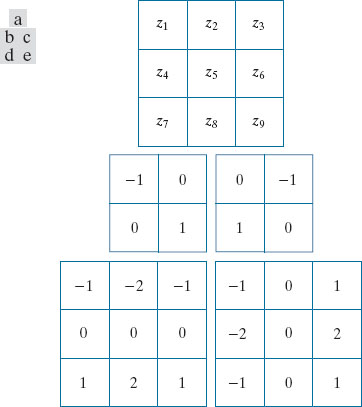 a
b c
d e
z₁ z₂ z₃
z₄ z₅ z₆
z₇ z₈ z₉
−1 0
0 1
0 −1
1 0
−1 −2 −1
0 0 0
1 2 1
−1 0 1
−2 0 2
−1 0 1